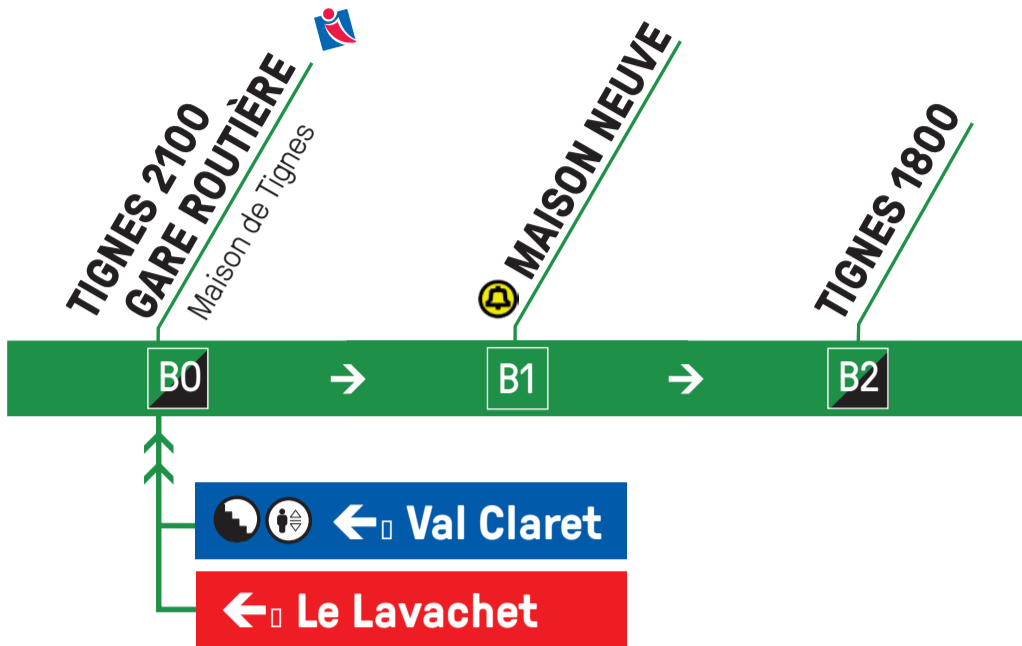 TIGNES 2100
GARE ROUTIÈRE
Maison de Tignes
MAISON NEUVE
TIGNES 1800
B0
B1
B2
Val Claret
Le Lavachet